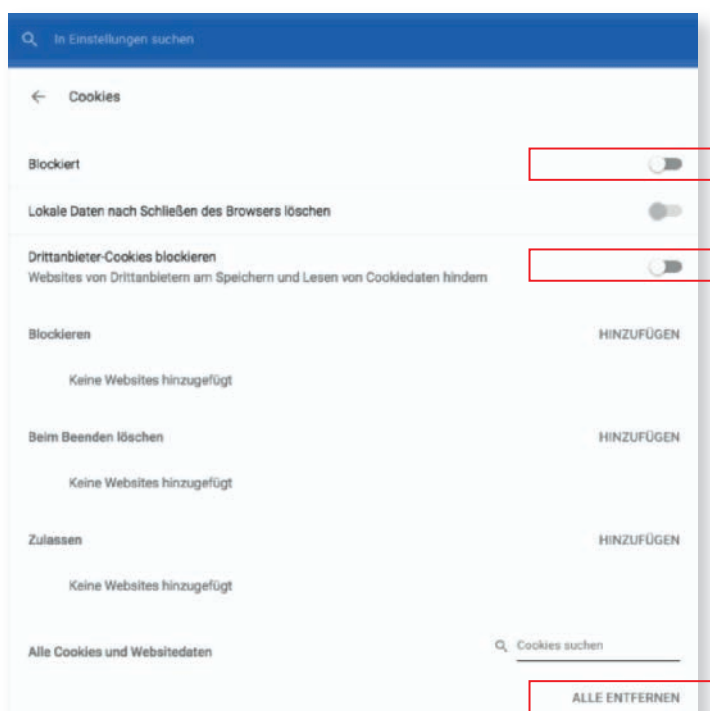 In Einstellungen suchen
Cookies
Blockiert
Lokale Daten nach Schließen des Browsers löschen
Drittanbieter-Cookies blockieren
Websites von Drittanbietern am Speichern und Lesen von Cookiedaten hindern
Blockieren HINZUFÜGEN
Keine Websites hinzugefügt
Beim Beenden löschen HINZUFÜGEN
Keine Websites hinzugefügt
Zulassen HINZUFÜGEN
Keine Websites hinzugefügt
Alle Cookies und Websitedaten Cookies suchen
ALLE ENTFERNEN